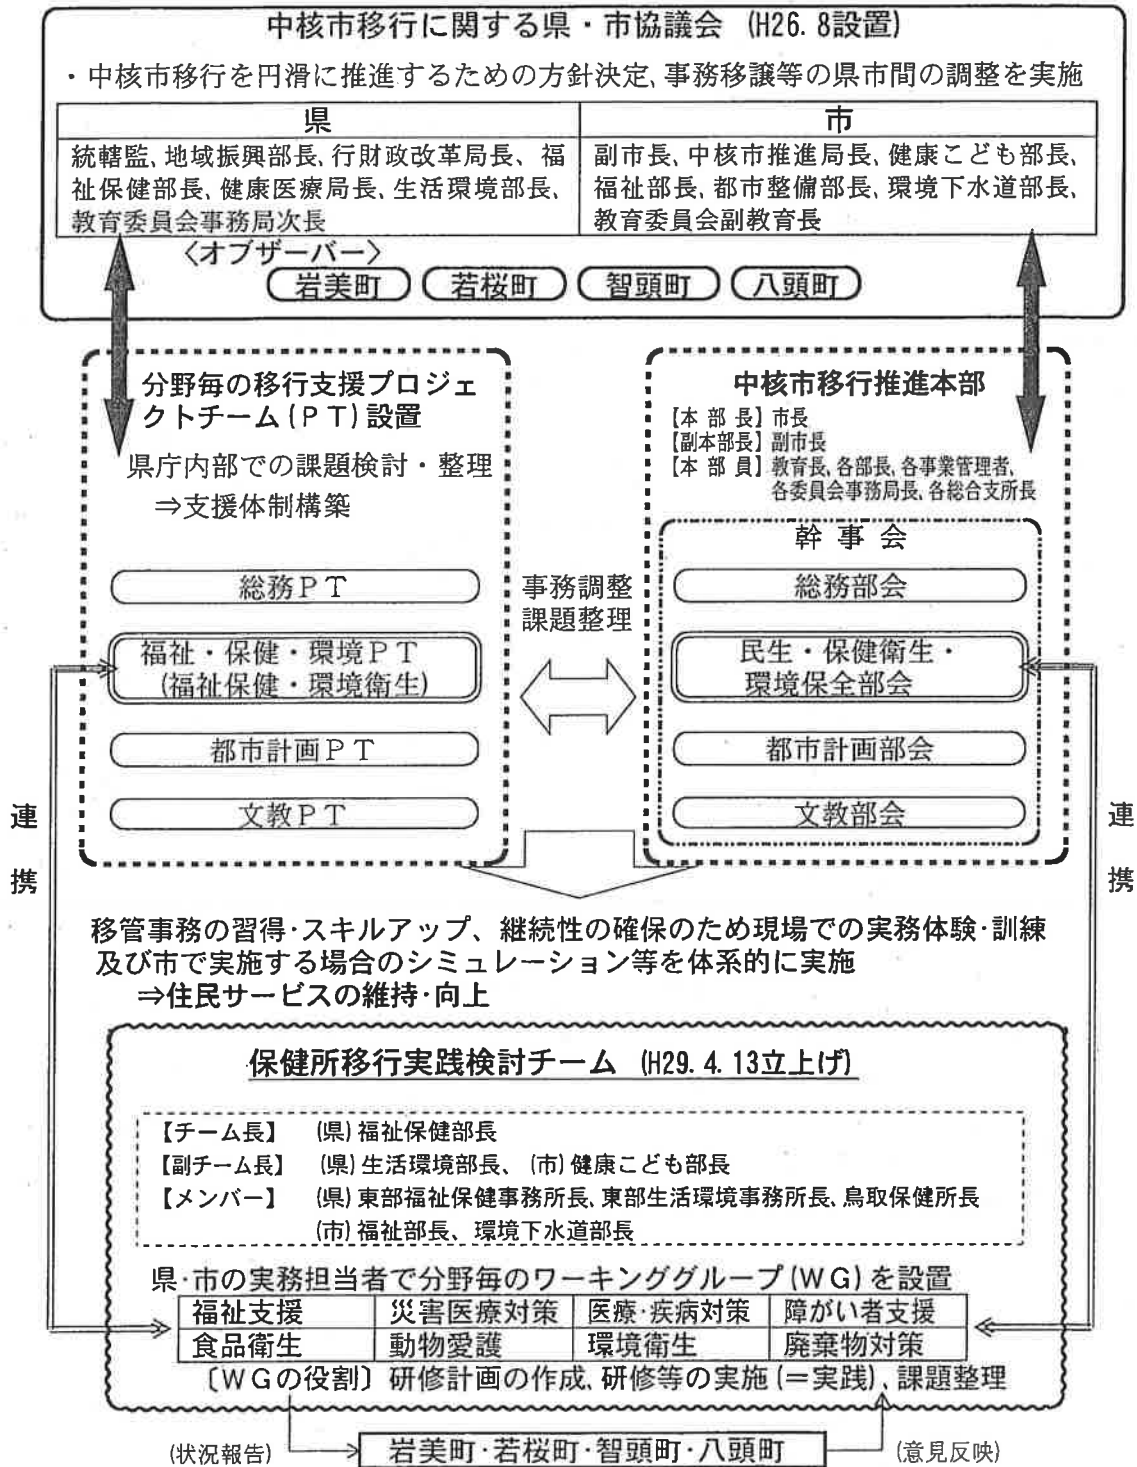 中核市移行に関する県・市協議会 (H26.8設置)
・中核市移行を円滑に推進するための方針決定、事務移譲等の県市間の調整を実施
県
統轄監、地域振興部長、行財政改革局長、福
祉保健部長、健康医療局長、生活環境部長、
教育委員会事務局次長
市
副市長、中核市推進局長、健康こども部長、
福祉部長、都市整備部長、環境下水道部長、
教育委員会副教育長
〈オブザーバー〉
岩美町 若桜町 智頭町 八頭町
分野毎の移行支援プロジェ
クトチーム(PT)設置
県庁内部での課題検討・整理
⇒支援体制構築
総務PT
福祉・保健・環境PT
(福祉保健・環境衛生)
都市計画PT
文教PT
事務調整
課題整理
中核市移行推進本部
【本部長】市長
【副本部長】副市長
【本部員】教育長、各部長、各事業管理者、
各委員会事務局長、各総合支所長
幹事会
総務部会
民生・保健衛生・
環境保全部会
都市計画部会
文教部会
連携
連携
移管事務の習得・スキルアップ、継続性の確保のため現場での実務体験・訓練
及び市で実施する場合のシミュレーション等を体系的に実施
⇒住民サービスの維持・向上
保健所移行実践検討チーム (H29.4.13立上げ)
【チーム長】 (県)福祉保健部長
【副チーム長】 (県)生活環境部長、(市)健康こども部長
【メンバー】 (県)東部福祉保健事務所長、東部生活環境事務所長、鳥取保健所長
(市)福祉部長、環境下水道部長
県・市の実務担当者で分野毎のワーキンググループ(WG)を設置
福祉支援 災害医療対策 医療・疾病対策 障がい者支援
食品衛生 動物愛護 環境衛生 廃棄物対策
〔WGの役割〕研修計画の作成、研修等の実施(=実践)、課題整理
(状況報告) 岩美町・若桜町・智頭町・八頭町 (意見反映)